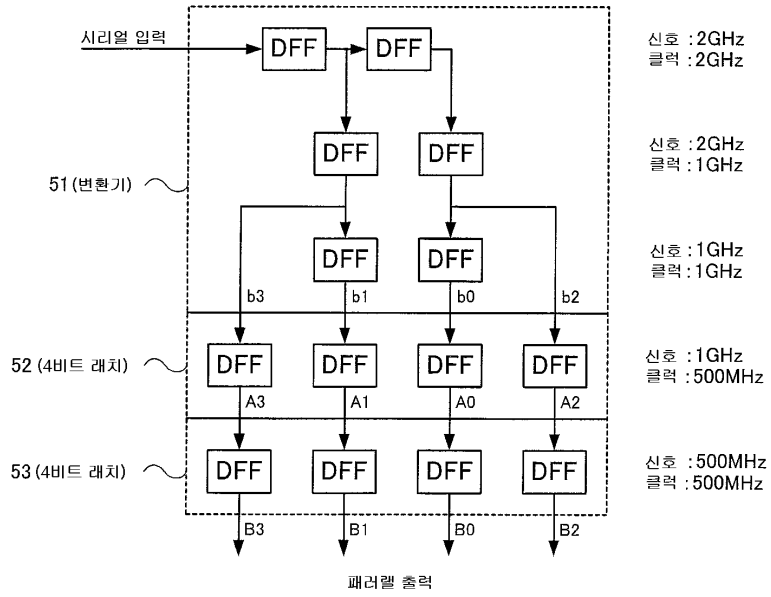 시리얼 입력
DFF
DFF
신호 :2GHz
클럭 :2GHz
DFF
DFF
신호 :2GHz
클럭 :1GHz
51(변환기)
DFF
DFF
신호 :1GHz
클럭 :1GHz
b3
b1
b0
b2
52(4비트 래치)
DFF
DFF
DFF
DFF
신호 :1GHz
클럭 :500MHz
A3
A1
A0
A2
53(4비트 래치)
DFF
DFF
DFF
DFF
신호 :500MHz
클럭 :500MHz
B3
B1
B0
B2
패러렐 출력